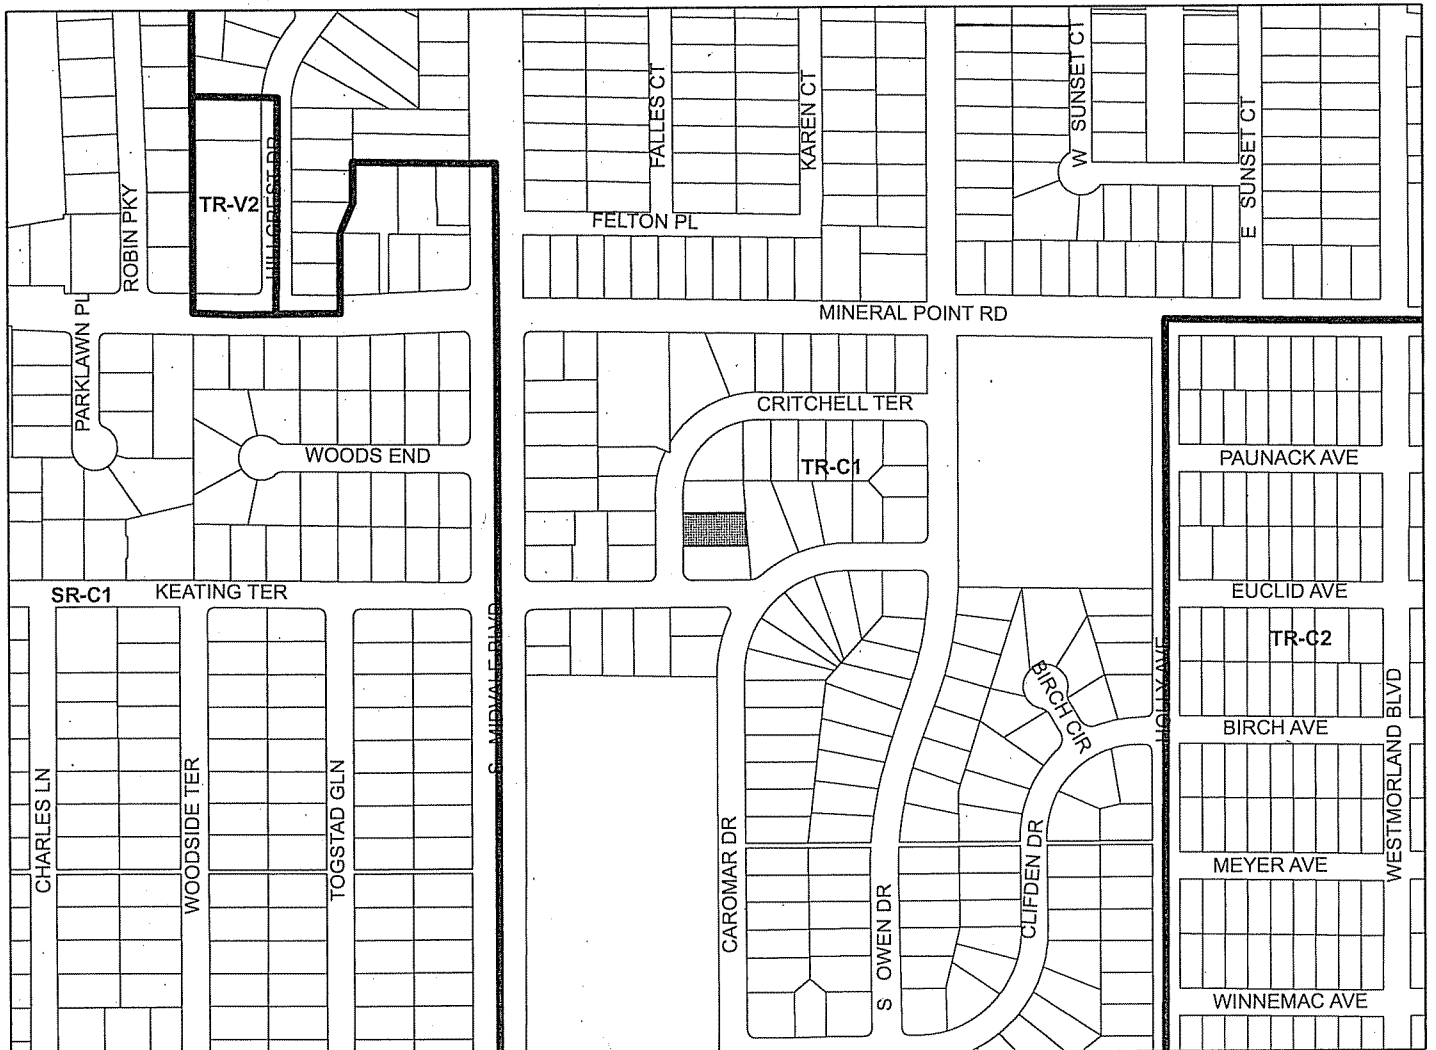 W SUNSET CT
FALLES CT
KAREN CT
E SUNSET CT
HILLCREST DR
ROBIN PKY
TR-V2
FELTON PL
MINERAL POINT RD
PARKLAWN PL
CRITCHELL TER
WOODS END
TR-C1
PAUNACK AVE
SR-C1
KEATING TER
EUCLID AVE
TR-C2
S MIDVALE BLVD
HOLLY AVE
BIRCH CIR
BIRCH AVE
WESTMORLAND BLVD
CHARLES LN
WOODSIDE TER
TOGSTAD GLN
CAROMAR DR
S OWEN DR
CLIFDEN DR
MEYER AVE
WINNEMAC AVE